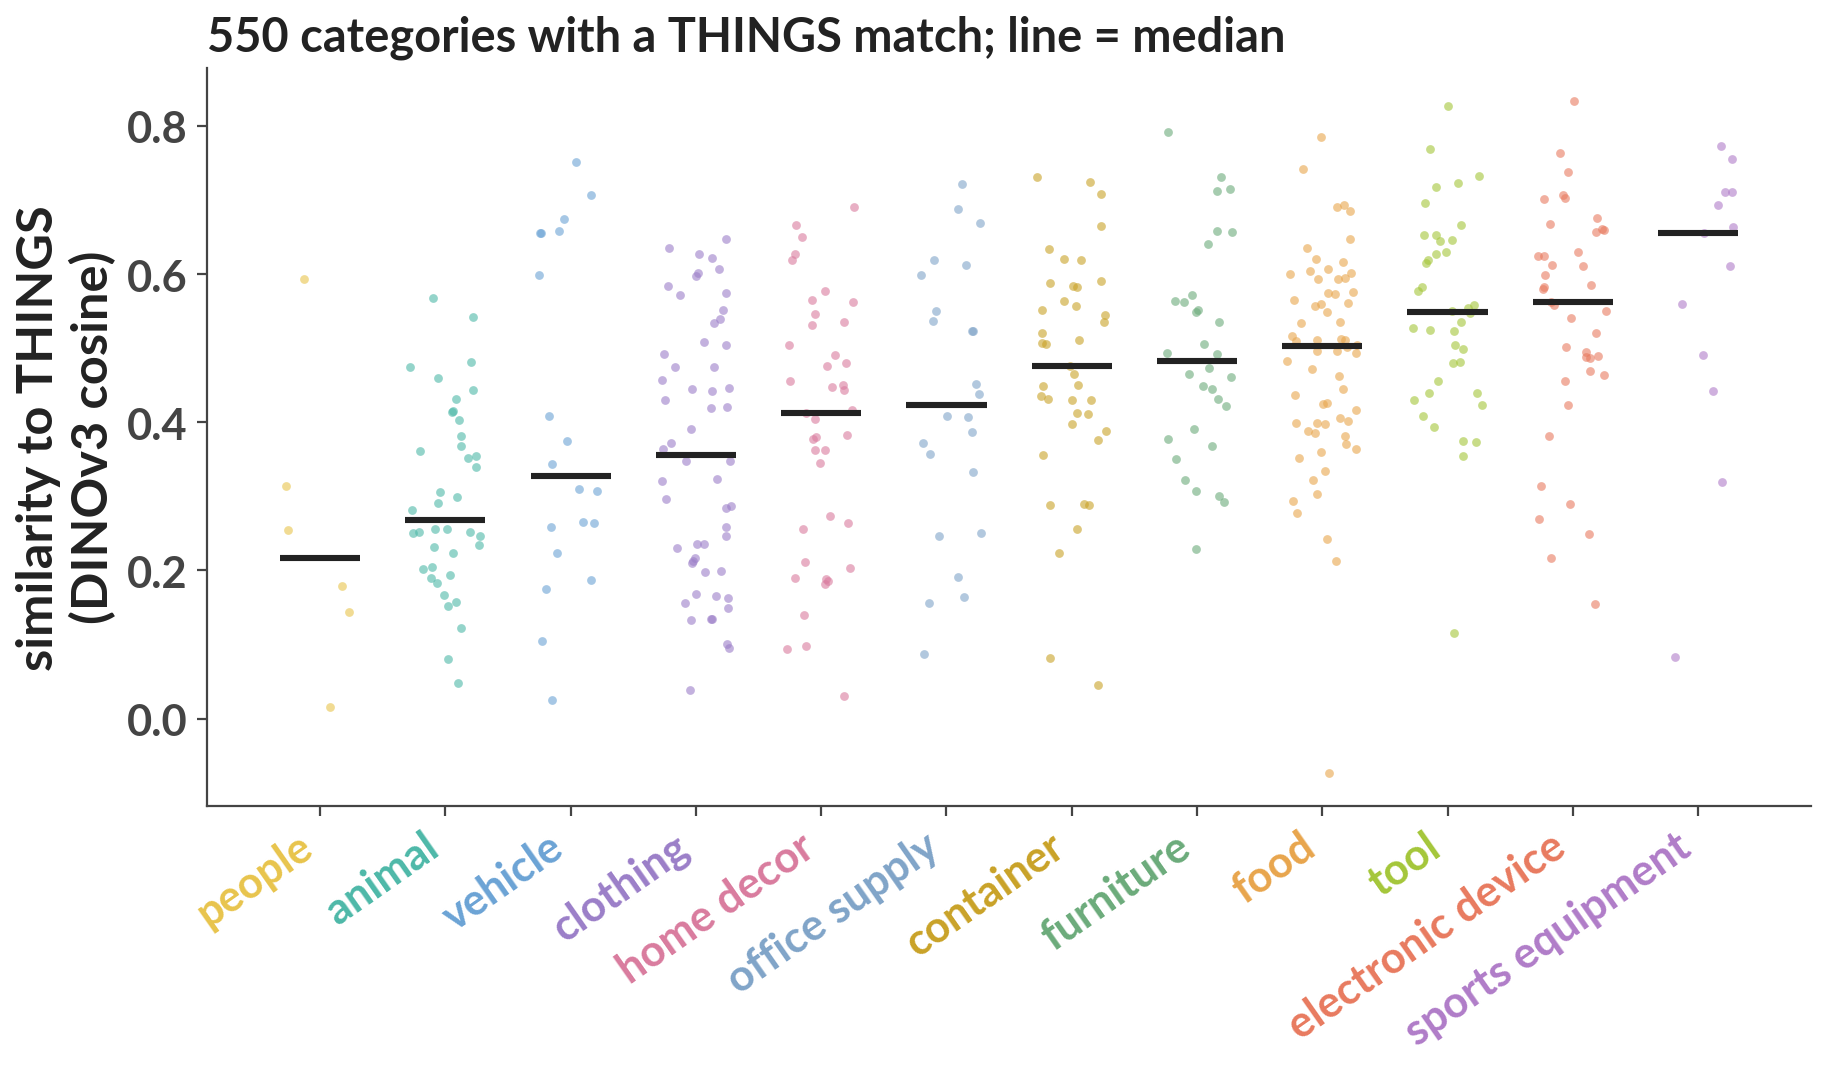 550 categories with a THINGS match; line = median
similarity to THINGS
(DINOv3 cosine)
0.8
0.6
0.4
0.2
0.0
people
animal
vehicle
clothing
home decor
office supply
container
furniture
food
tool
electronic device
sports equipment